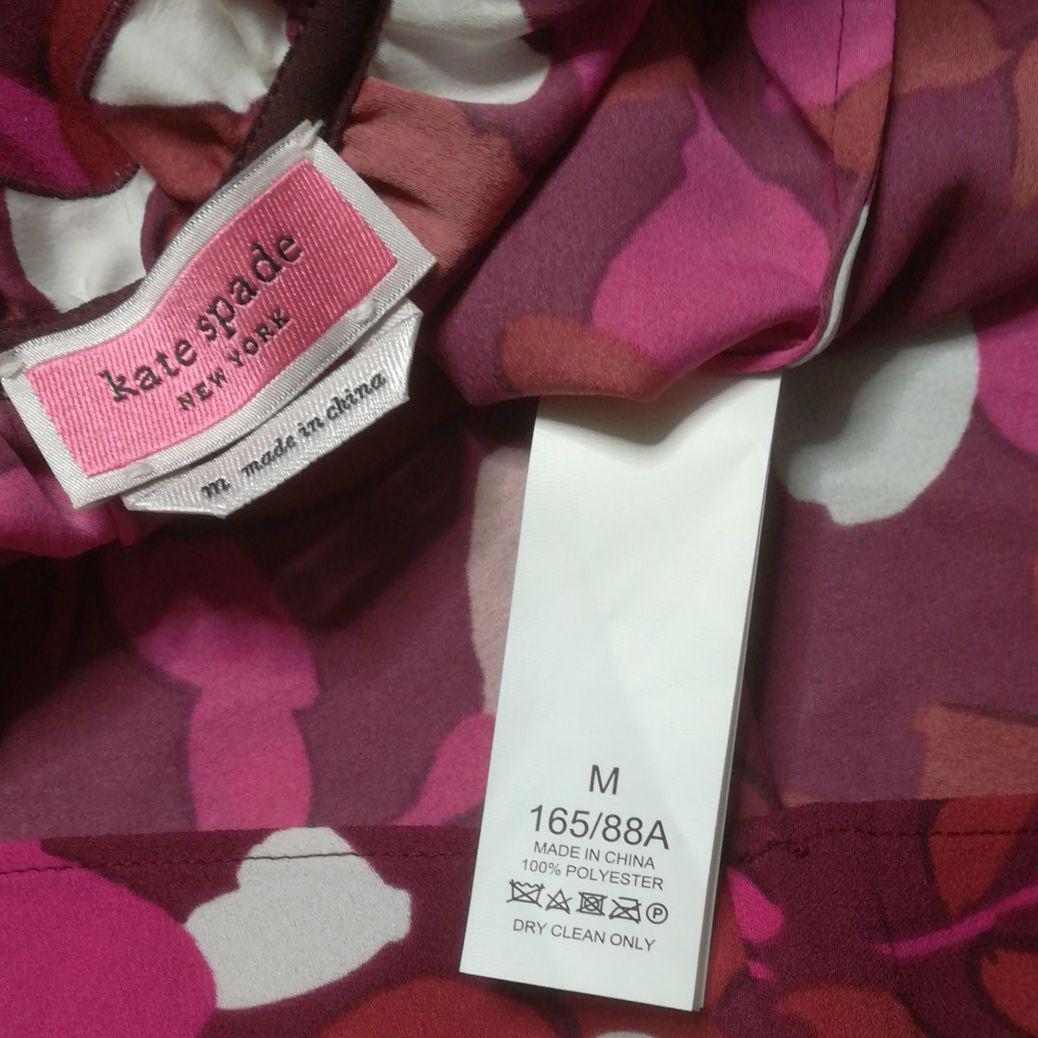 kate spade
NEW YORK
m made in china
M
165/88A
MADE IN CHINA
100% POLYESTER
P
DRY CLEAN ONLY